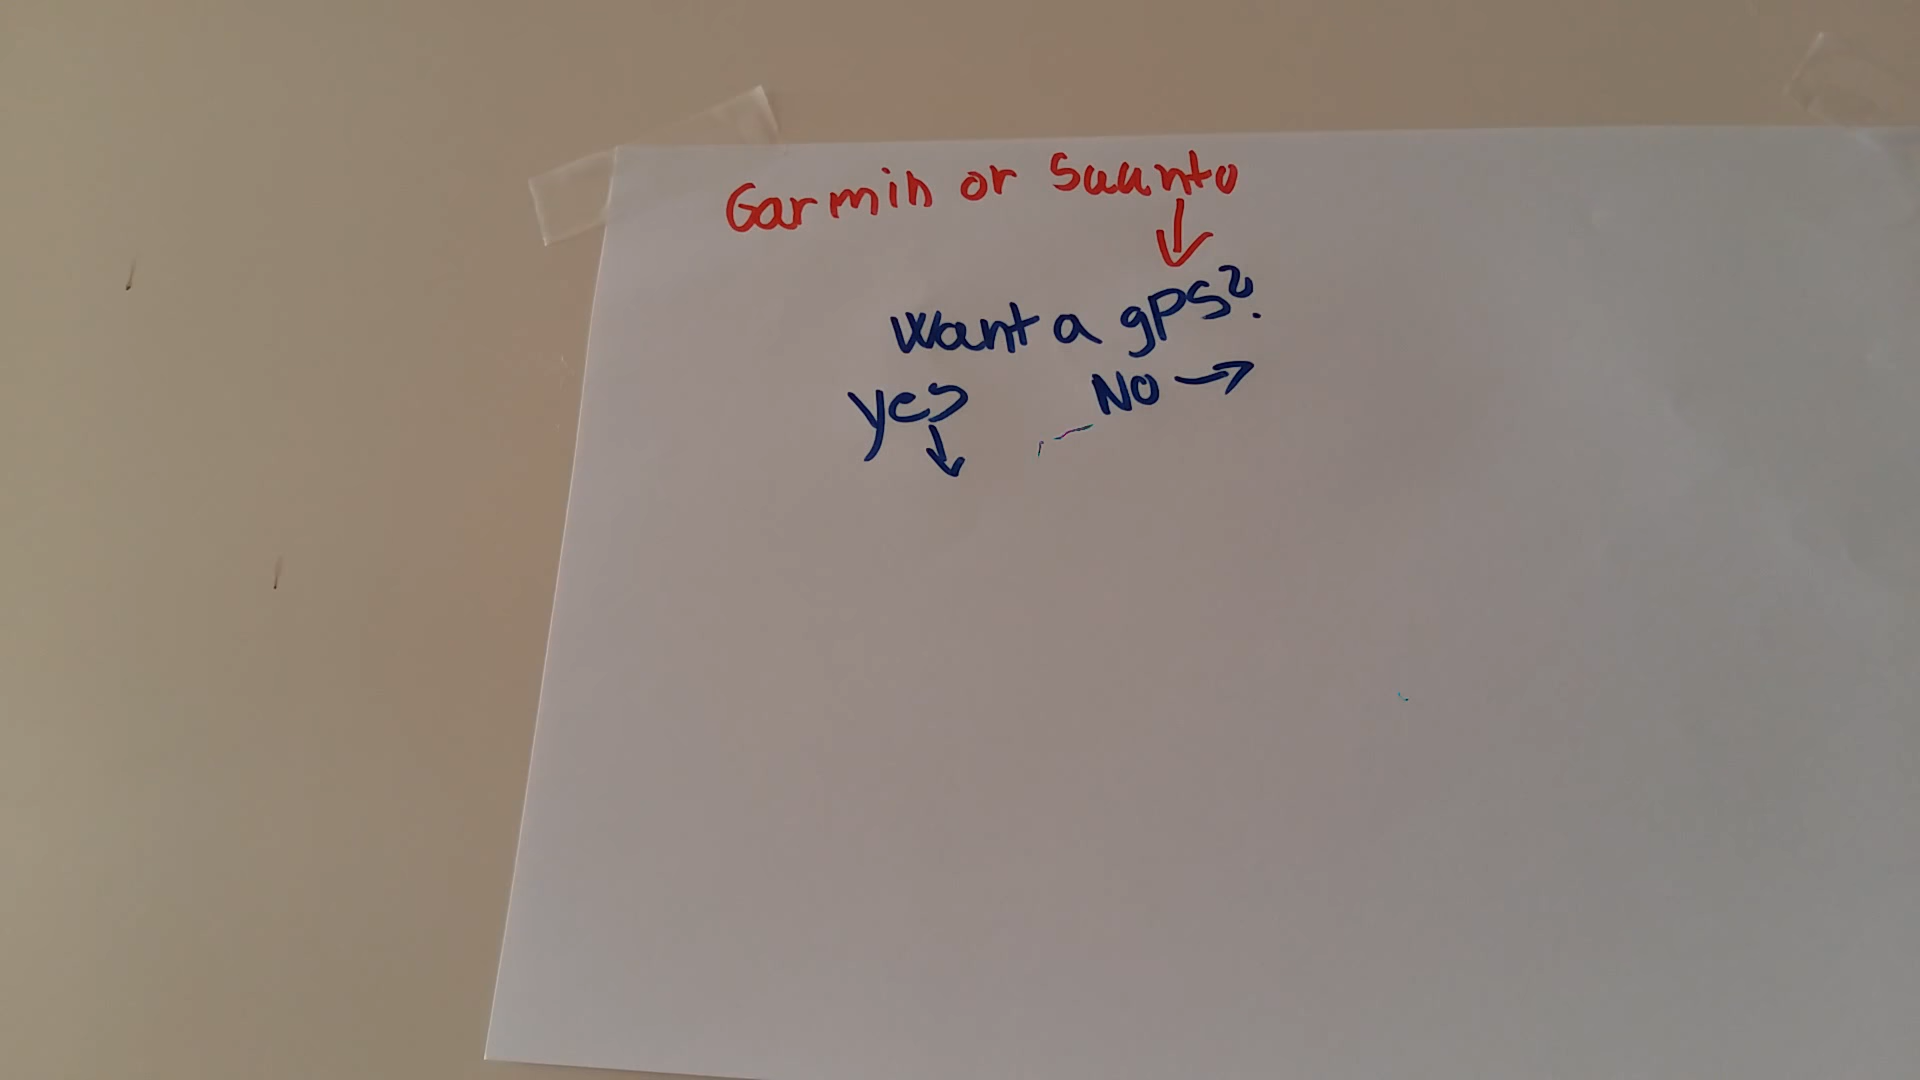 Garmin or Suunto
Want a gPS?
yes No →